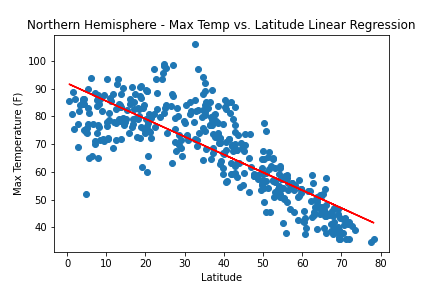 Northern Hemisphere - Max Temp vs. Latitude Linear Regression
Max Temperature (F)
100
90
80
70
60
50
40
0 10 20 30 40 50 60 70 80
Latitude